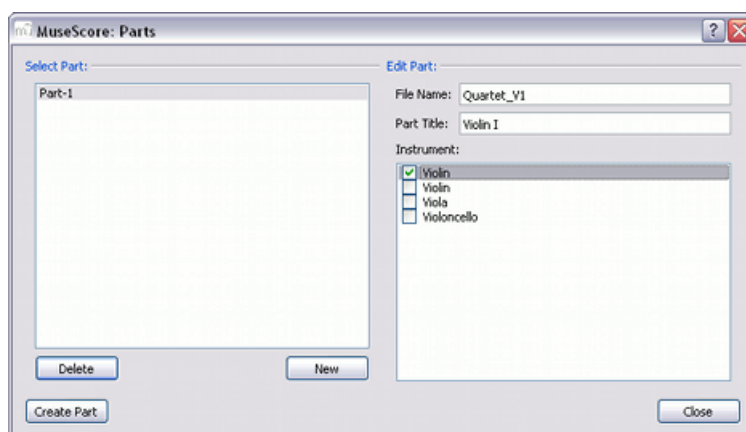 MuseScore: Parts
Select Part:
Part-1
Delete
New
Create Part
Edit Part:
File Name: Quartet_V1
Part Title: Violin I
Instrument:
Violin
Violin
Viola
Violoncello
Close